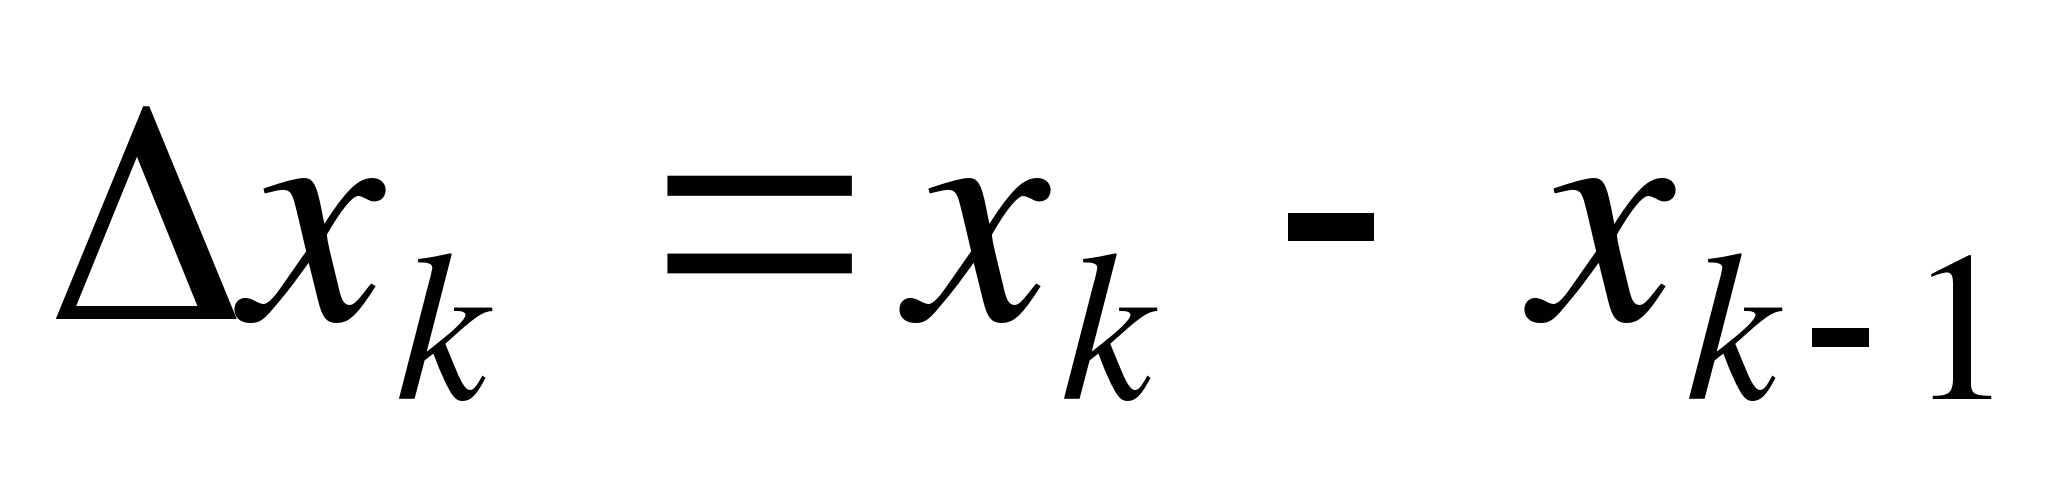 Δx_k = x_k - x_{k-1}